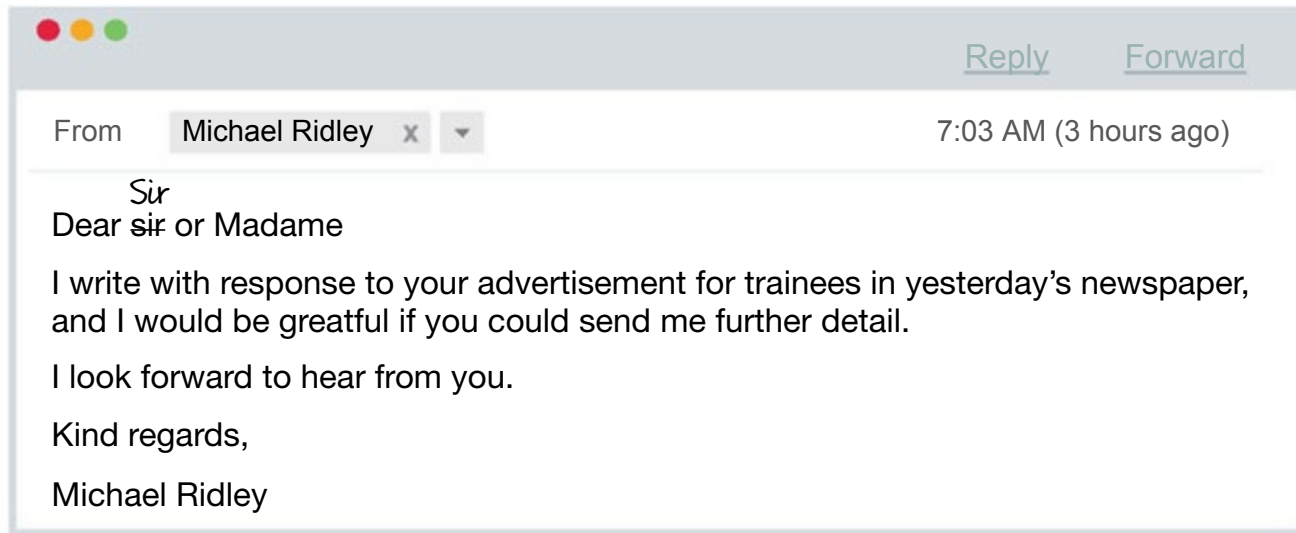 Reply Forward
From Michael Ridley x 7:03 AM (3 hours ago)
Sir
Dear sir or Madame
I write with response to your advertisement for trainees in yesterday’s newspaper,
and I would be greatful if you could send me further detail.
I look forward to hear from you.
Kind regards,
Michael Ridley